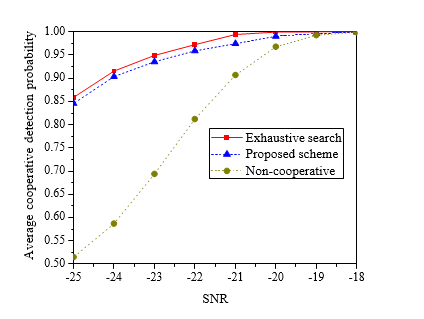 Average cooperative detection probability
1.00
0.95
0.90
0.85
0.80
0.75
0.70
0.65
0.60
0.55
0.50
Exhaustive search
Proposed scheme
Non-cooperative
-25 -24 -23 -22 -21 -20 -19 -18
SNR